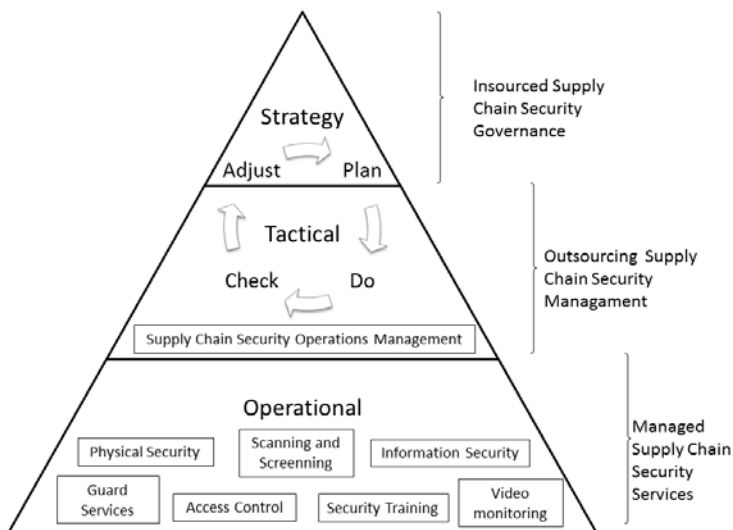 Strategy
Adjust
Plan
Insourced Supply
Chain Security
Governance
Tactical
Check
Do
Supply Chain Security Operations Management
Outsourcing Supply
Chain Security
Managament
Operational
Physical Security
Scanning and
Screenning
Information Security
Guard
Services
Access Control
Security Training
Video
monitoring
Managed
Supply Chain
Security
Services